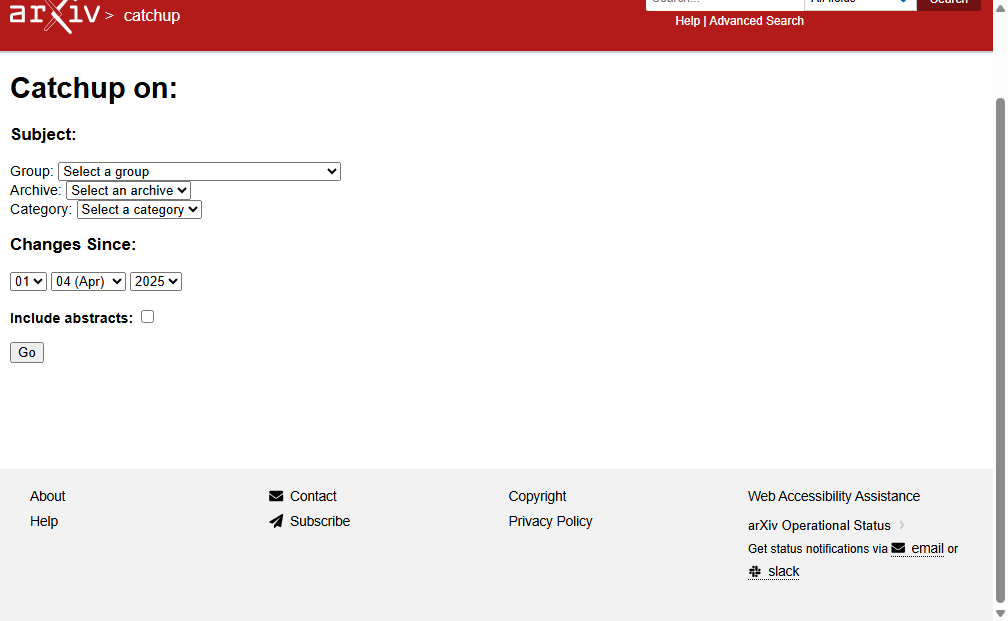 arXiv > catchup
All fields
Search
Help | Advanced Search
Catchup on:
Subject:
Group: Select a group
Archive: Select an archive
Category: Select a category
Changes Since:
01 04 (Apr) 2025
Include abstracts:
Go
About
Help
Contact
Subscribe
Copyright
Privacy Policy
Web Accessibility Assistance
arXiv Operational Status >
Get status notifications via email or
slack